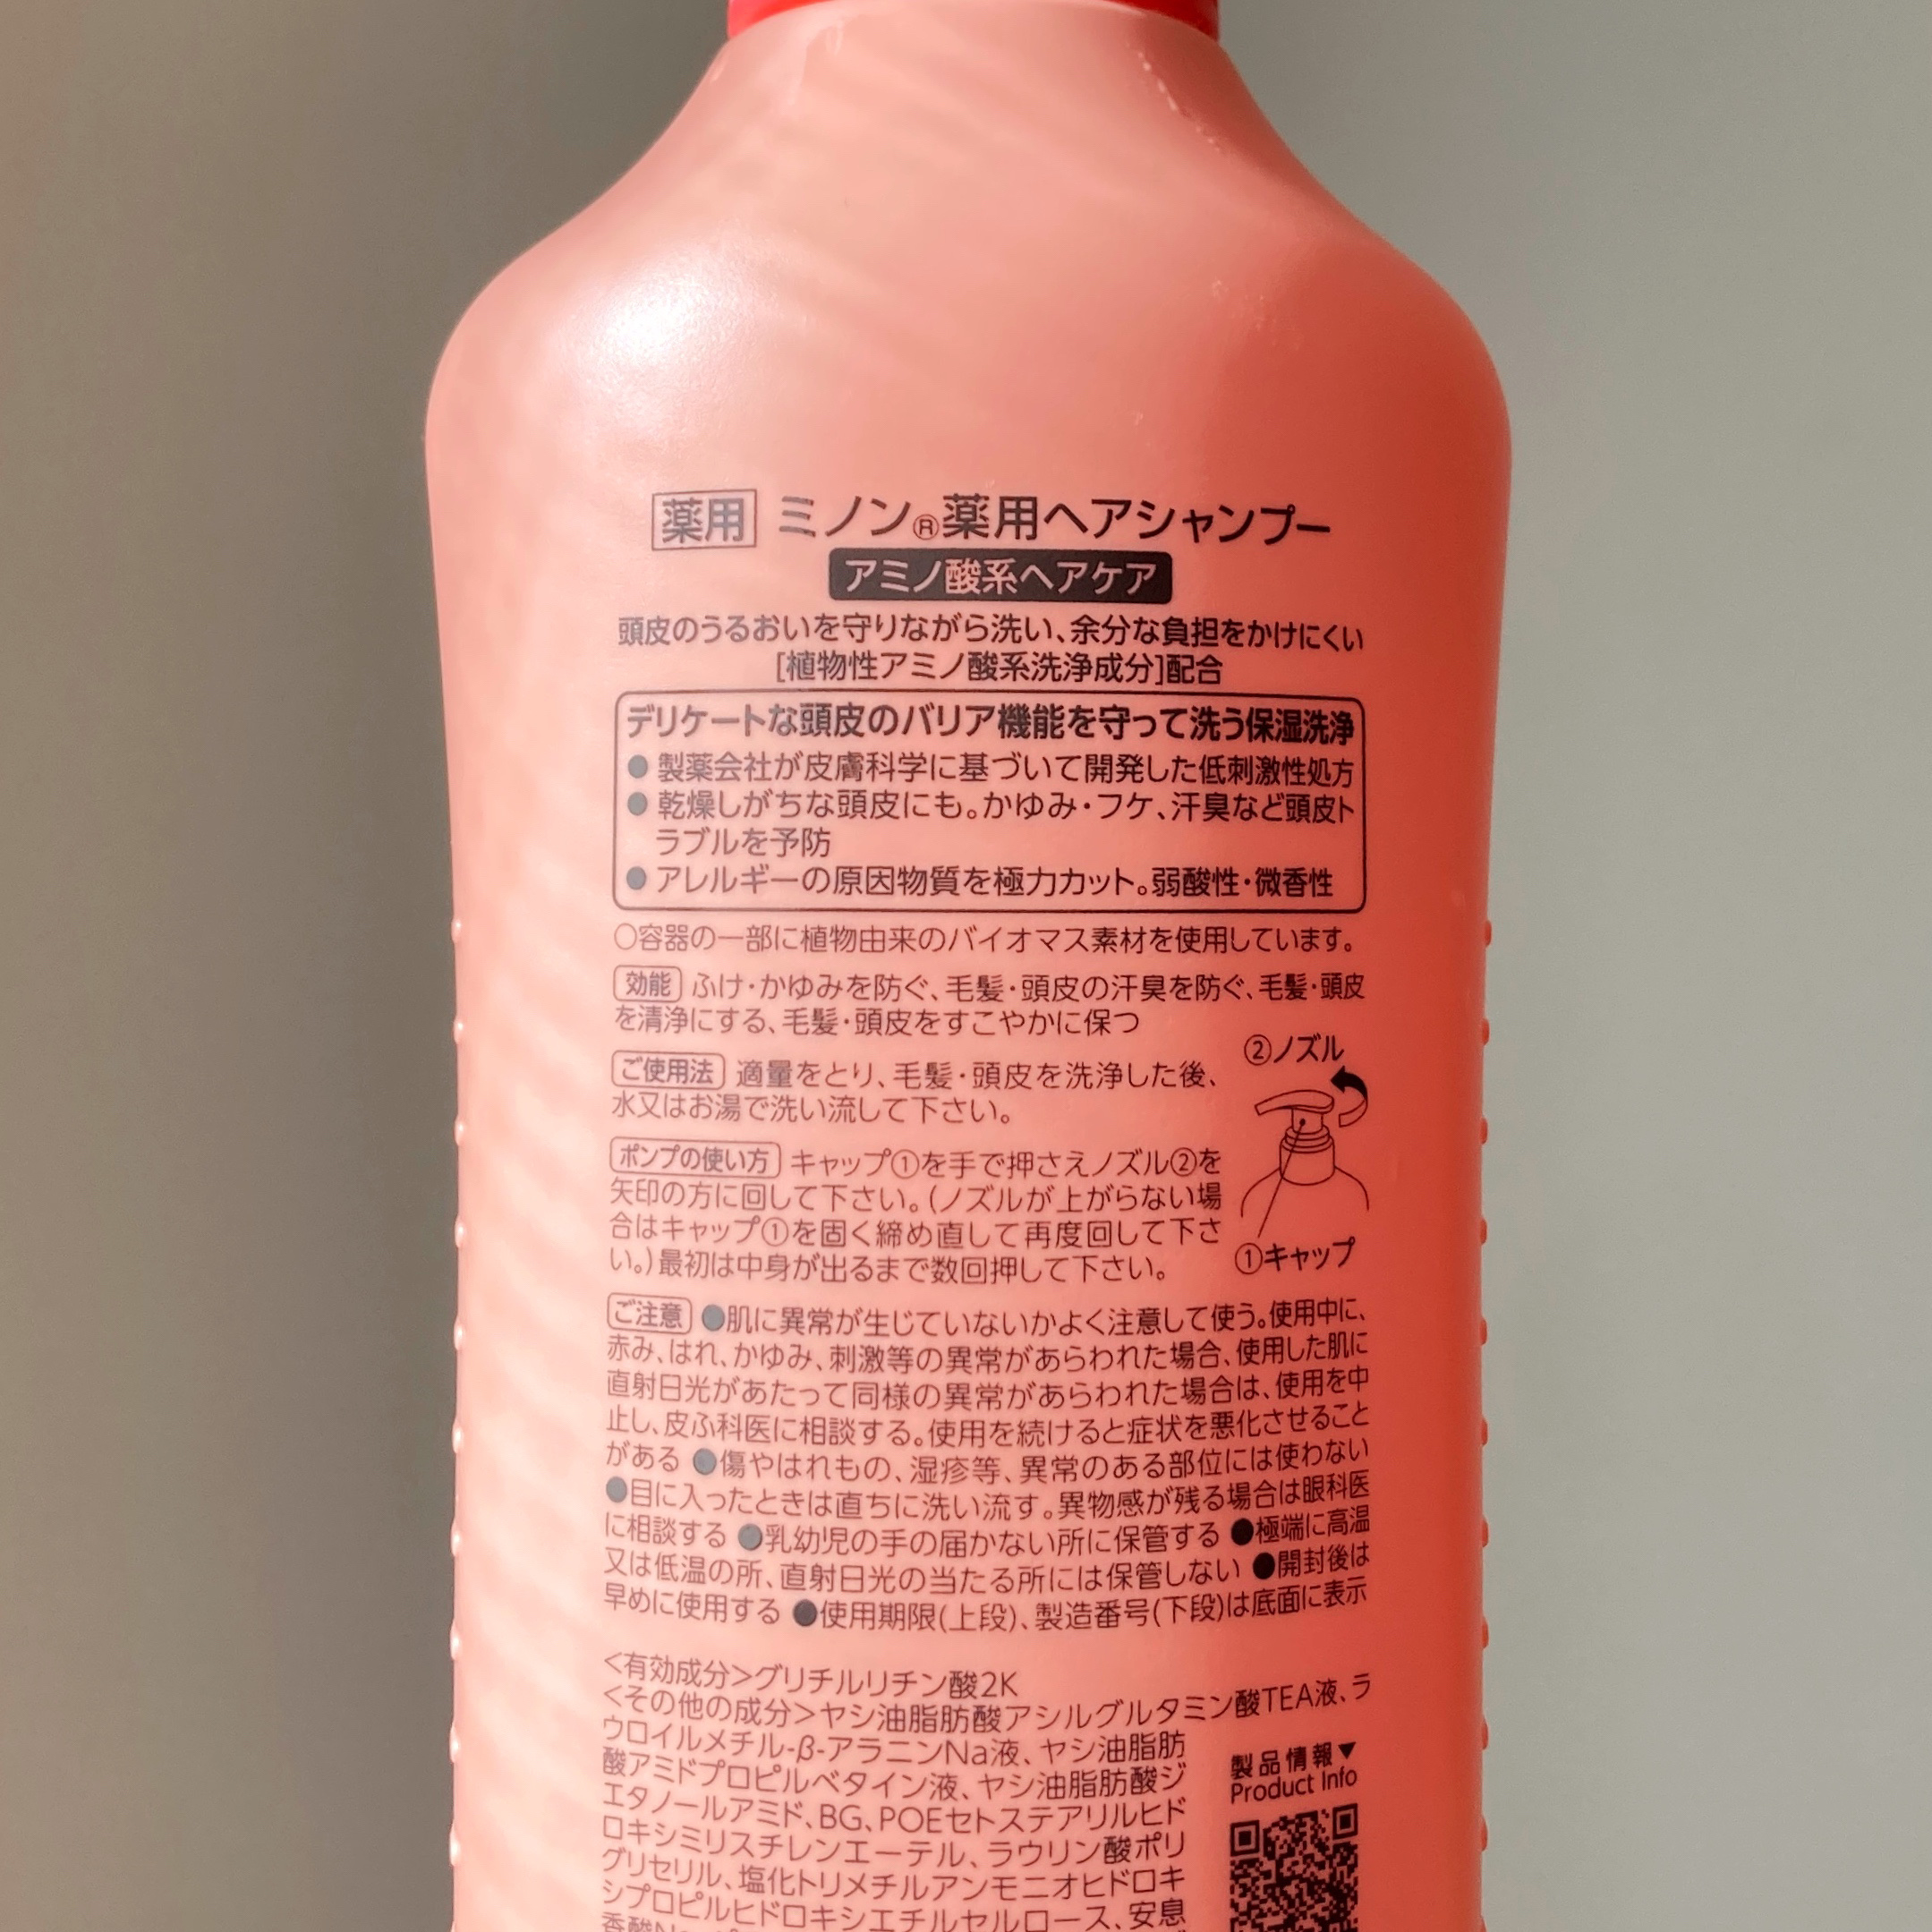 薬用 ミノン®薬用ヘアシャンプー
アミノ酸系ヘアケア
頭皮のうるおいを守りながら洗い、余分な負担をかけにくい
[植物性アミノ酸系洗浄成分]配合
デリケートな頭皮のバリア機能を守って洗う保湿洗浄
●製薬会社が皮膚科学に基づいて開発した低刺激性処方
●乾燥しがちな頭皮にも。かゆみ・フケ、汗臭など頭皮ト
ラブルを予防
●アレルギーの原因物質を極力カット。弱酸性・微香性
○容器の一部に植物由来のバイオマス素材を使用しています。
効能 ふけ・かゆみを防ぐ、毛髪・頭皮の汗臭を防ぐ、毛髪・頭皮
を清浄にする、毛髪・頭皮をすこやかに保つ
ご使用法 適量をとり、毛髪・頭皮を洗浄した後、
水又はお湯で洗い流して下さい。
ポンプの使い方 キャップ①を手で押さえノズル②を
矢印の方に回して下さい。(ノズルが上がらない場
合はキャップ①を固く締め直して再度回して下さ
い。)最初は中身が出るまで数回押して下さい。
②ノズル
①キャップ
ご注意 ●肌に異常が生じていないかよく注意して使う。使用中に、
赤み、はれ、かゆみ、刺激等の異常があらわれた場合、使用した肌に
直射日光があたって同様の異常があらわれた場合は、使用を中
止し、皮ふ科医に相談する。使用を続けると症状を悪化させること
がある ●傷やはれもの、湿疹等、異常のある部位には使わない
●目に入ったときは直ちに洗い流す。異物感が残る場合は眼科医
に相談する ●乳幼児の手の届かない所に保管する ●極端に高温
又は低温の所、直射日光の当たる所には保管しない ●開封後は
早めに使用する ●使用期限(上段)、製造番号(下段)は底面に表示
<有効成分>グリチルリチン酸2K
<その他の成分>ヤシ油脂肪酸アシルグルタミン酸TEA液、ラ
ウロイルメチル-β-アラニンNa液、ヤシ油脂肪
酸アミドプロピルベタイン液、ヤシ油脂肪酸ジ
エタノールアミド、BG、POEセトステアリルヒド
ロキシミリスチレンエーテル、ラウリン酸ポリ
グリセリル、塩化トリメチルアンモニオヒドロキ
シプロピルヒドロキシエチルセルロース、安息
製品情報▼
Product Info